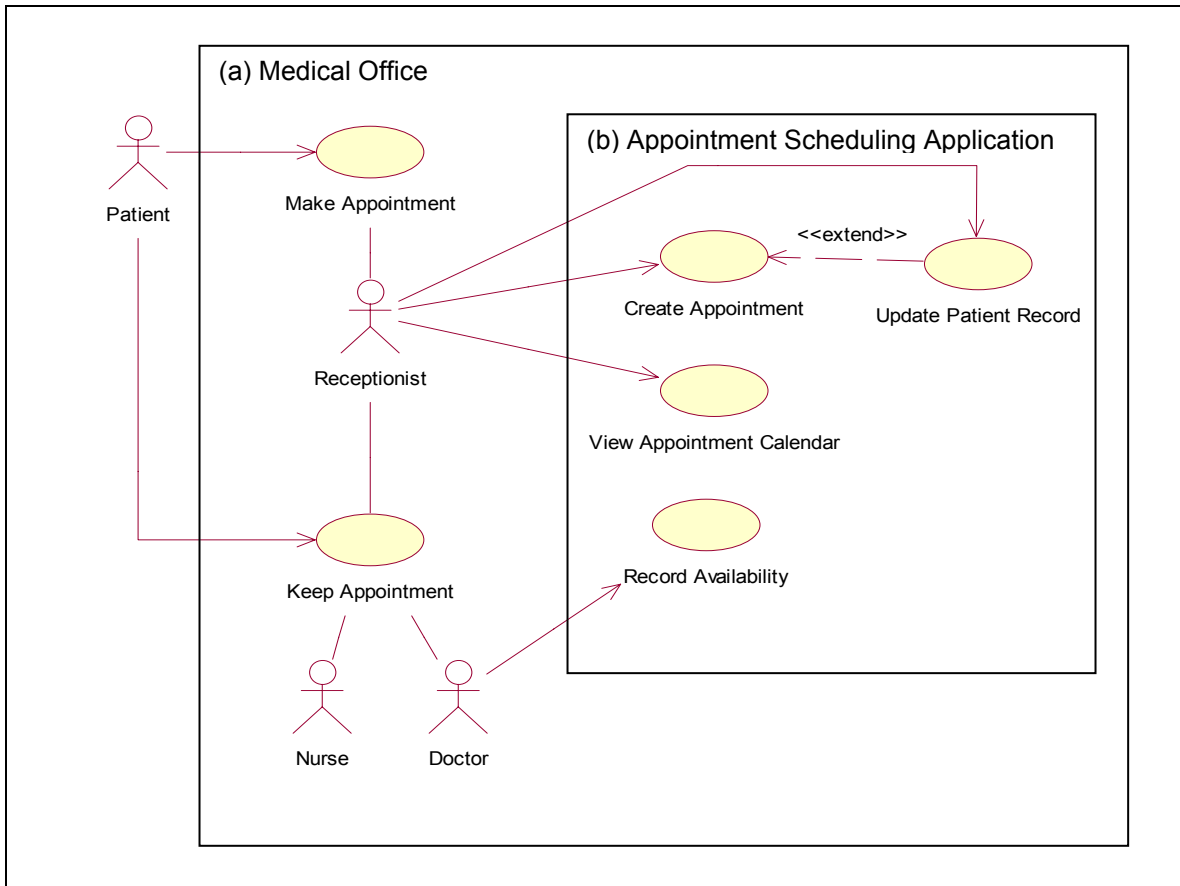 (a) Medical Office
(b) Appointment Scheduling Application
Patient
Make Appointment
<<extend>>
Create Appointment
Update Patient Record
Receptionist
View Appointment Calendar
Keep Appointment
Record Availability
Nurse
Doctor